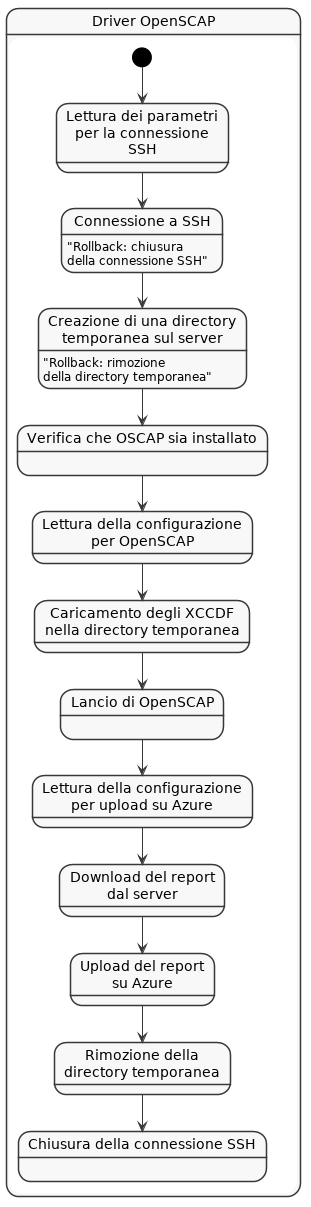 Driver OpenSCAP
Lettura dei parametri
per la connessione
SSH
Connessione a SSH
"Rollback: chiusura
della connessione SSH"
Creazione di una directory
temporanea sul server
"Rollback: rimozione
della directory temporanea"
Verifica che OSCAP sia installato
Lettura della configurazione
per OpenSCAP
Caricamento degli XCCDF
nella directory temporanea
Lancio di OpenSCAP
Lettura della configurazione
per upload su Azure
Download del report
dal server
Upload del report
su Azure
Rimozione della
directory temporanea
Chiusura della connessione SSH